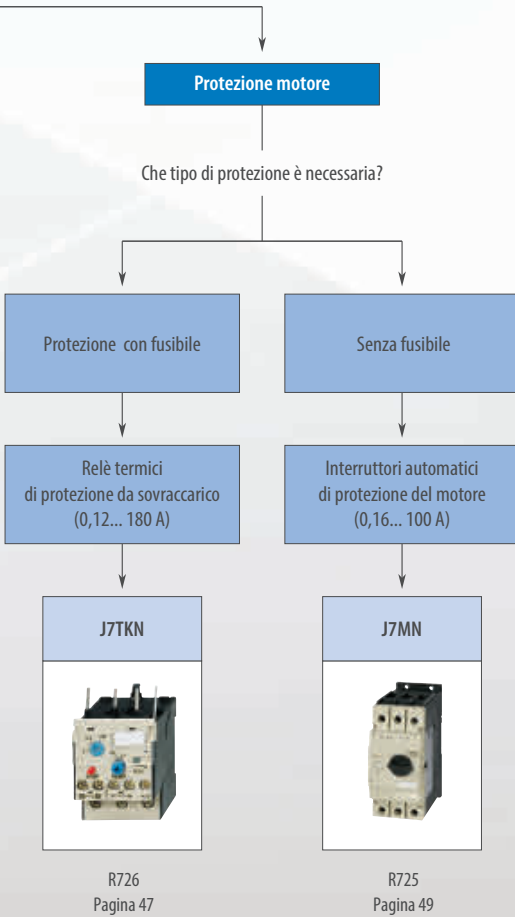 Protezione motore
Che tipo di protezione è necessaria?
Protezione con fusibile
Senza fusibile
Relè termici
di protezione da sovraccarico
(0,12... 180 A)
Interruttori automatici
di protezione del motore
(0,16... 100 A)
J7TKN
J7MN
R726
Pagina 47
R725
Pagina 49